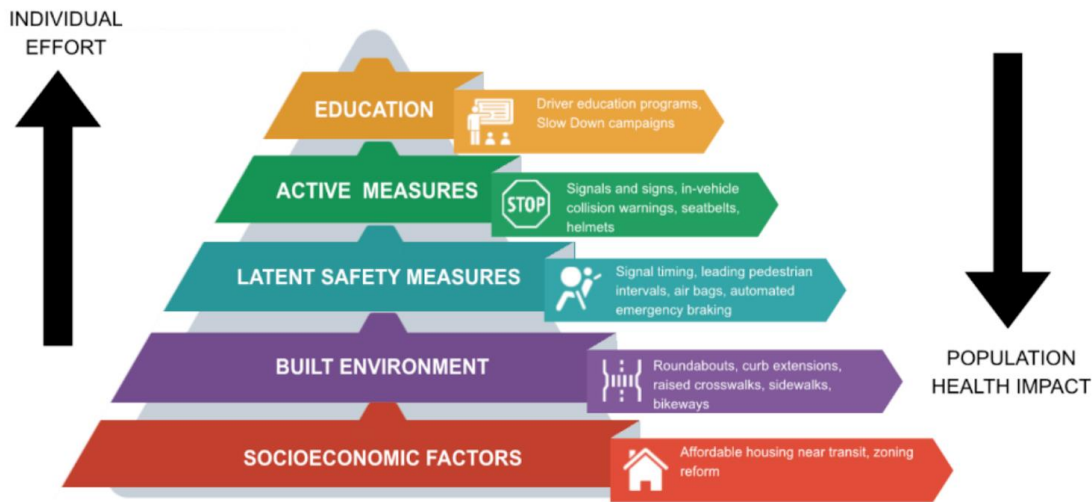 INDIVIDUAL
EFFORT
EDUCATION
Driver education programs,
Slow Down campaigns
ACTIVE MEASURES
STOP
Signals and signs, in-vehicle
collision warnings, seatbelts,
helmets
LATENT SAFETY MEASURES
Signal timing, leading pedestrian
intervals, air bags, automated
emergency braking
BUILT ENVIRONMENT
Roundabouts, curb extensions,
raised crosswalks, sidewalks,
bikeways
POPULATION
HEALTH IMPACT
SOCIOECONOMIC FACTORS
Affordable housing near transit, zoning
reform